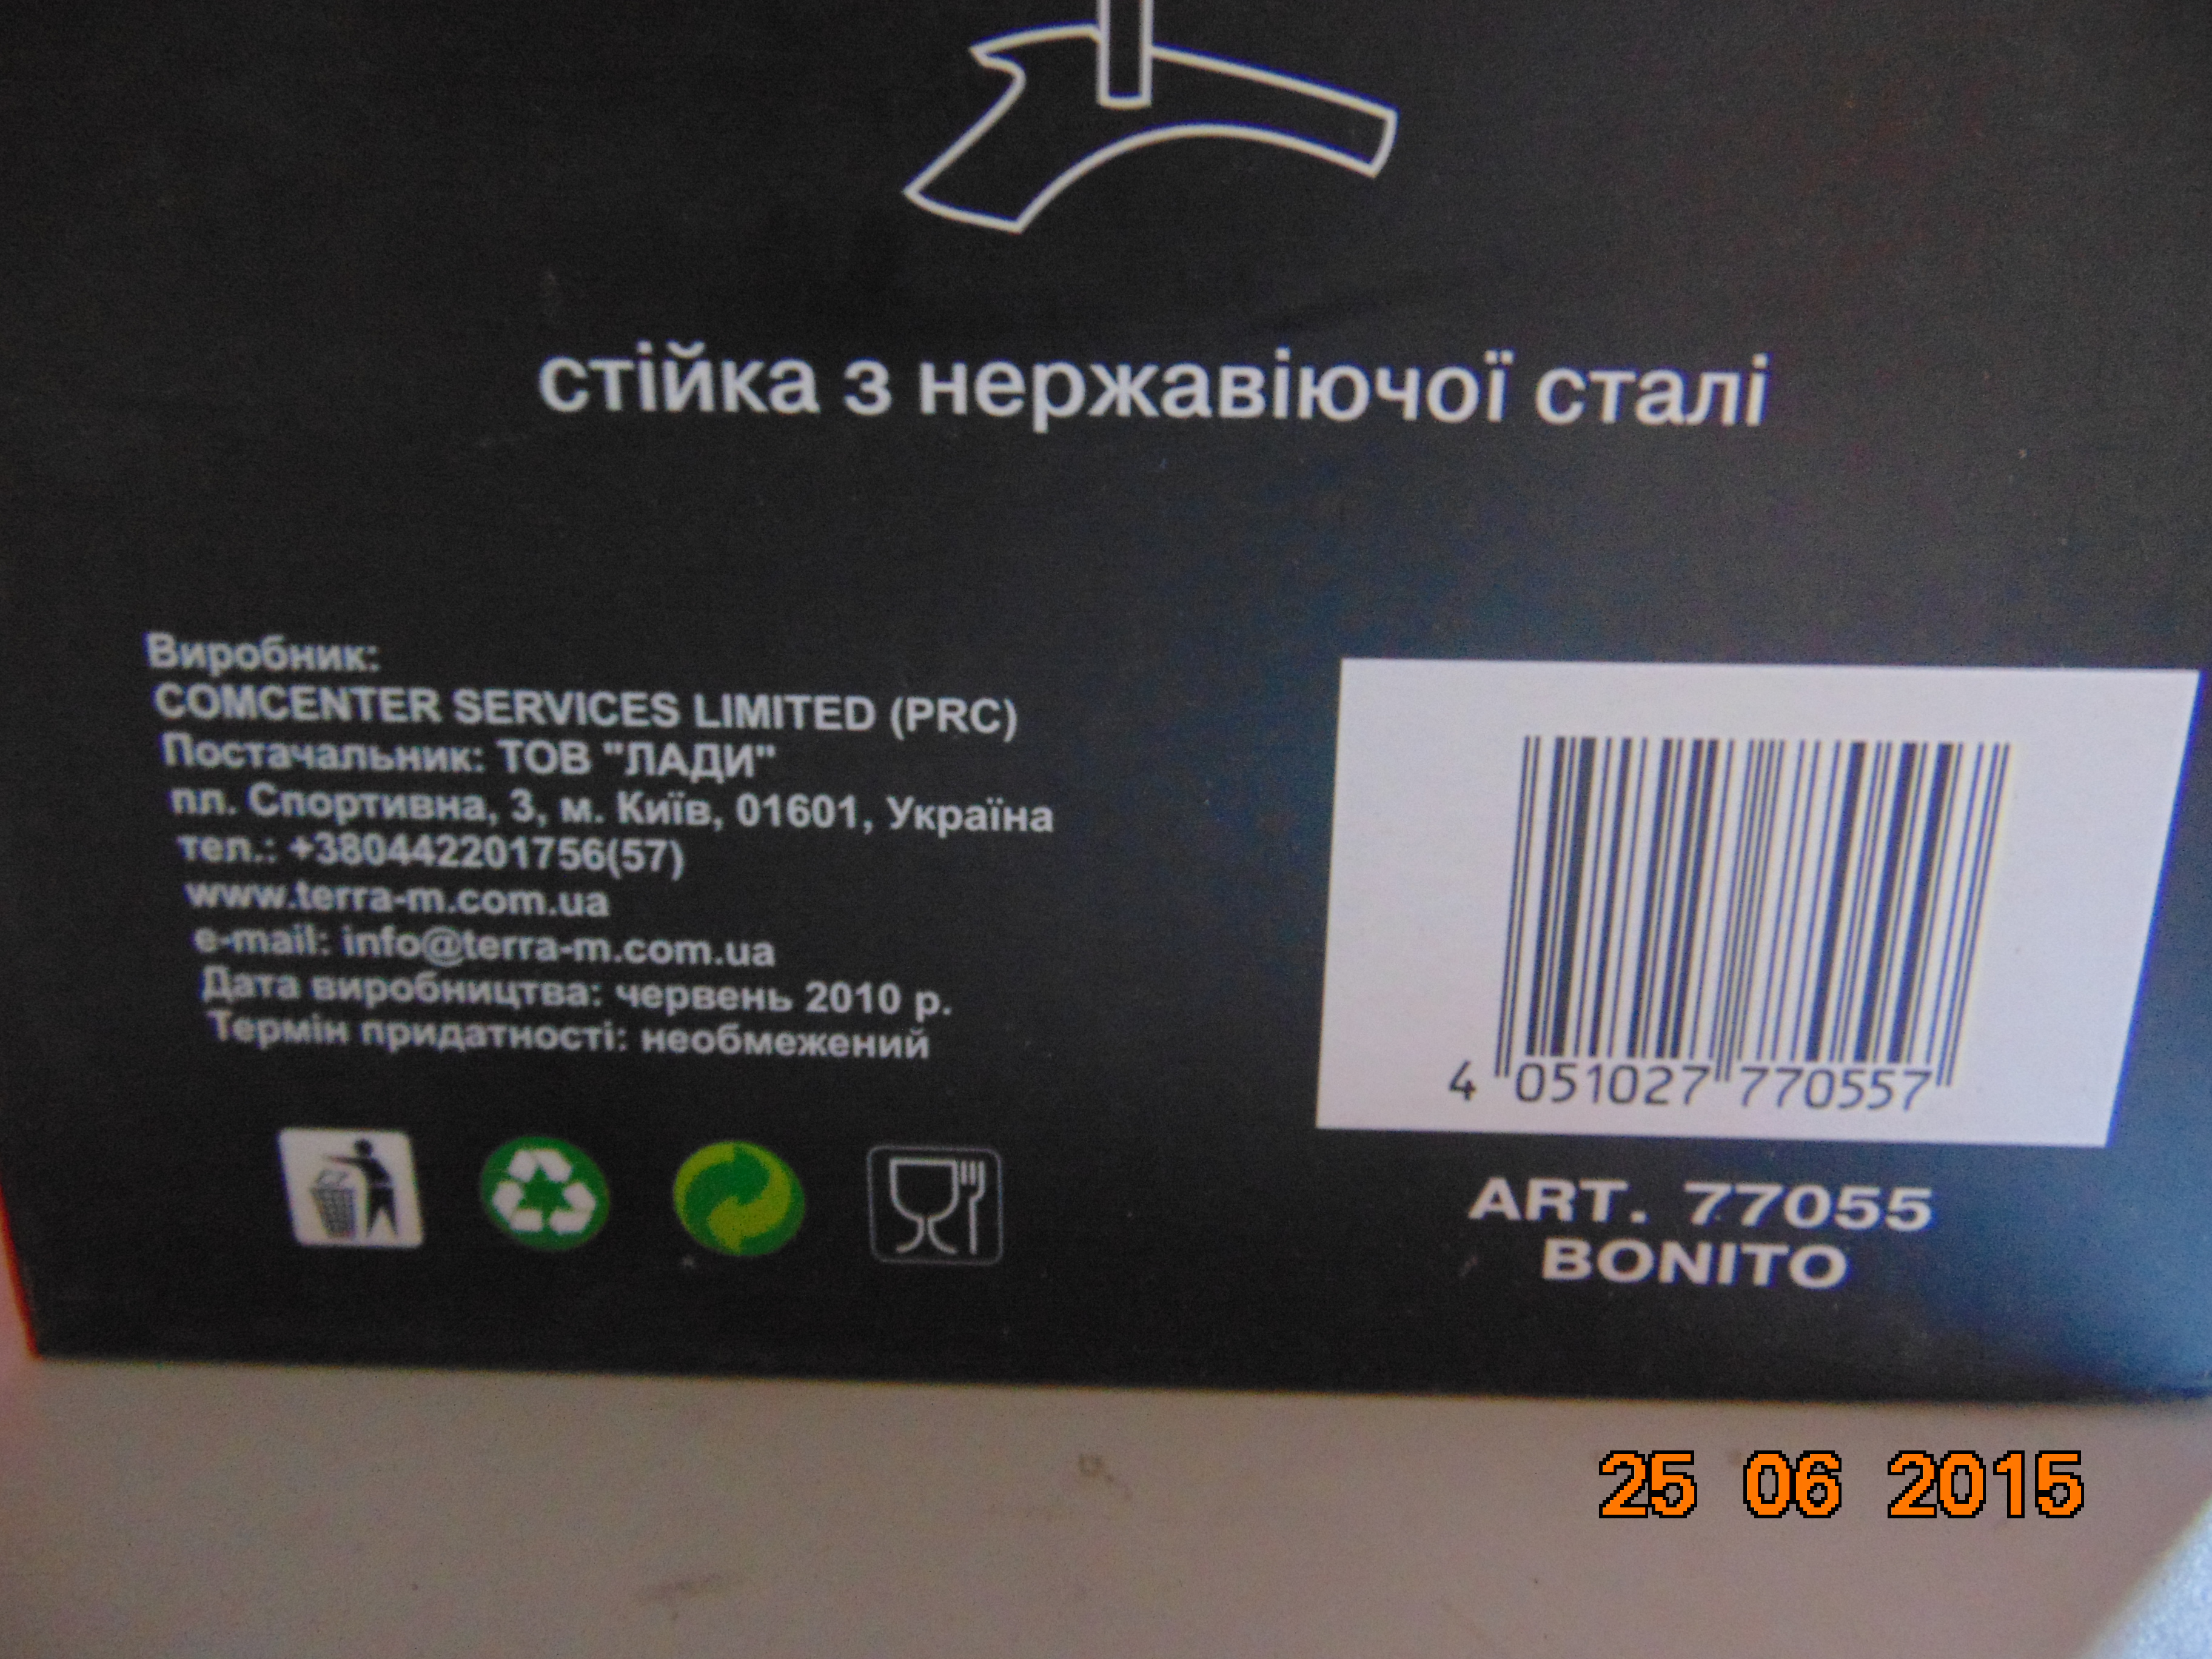 стійка з нержавіючої сталі
Виробник:
COMCENTER SERVICES LIMITED (PRC)
Постачальник: ТОВ "ЛАДИ"
пл. Спортивна, 3, м. Київ, 01601, Україна
тел.: +380442201756(57)
www.terra-m.com.ua
e-mail: info@terra-m.com.ua
Дата виробництва: червень 2010 р.
Термін придатності: необмежений
4 051027 770557
ART. 77055
BONITO
25 06 2015